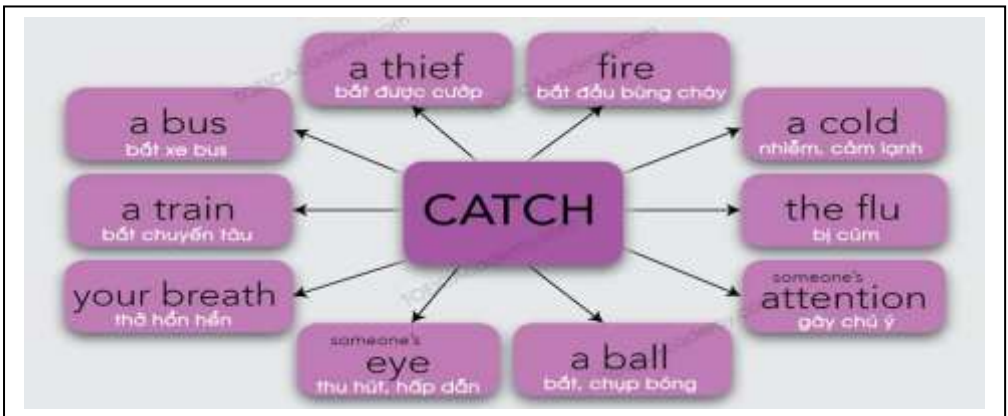 a thief
bắt được cướp
fire
bắt đầu bùng cháy
a bus
bắt xe bus
a cold
nhiễm, cảm lạnh
CATCH
a train
bắt chuyến tàu
the flu
bị cúm
your breath
thở hổn hển
someone's
attention
gây chú ý
someone's
eye
thu hút, hấp dẫn
a ball
bắt, chụp bóng